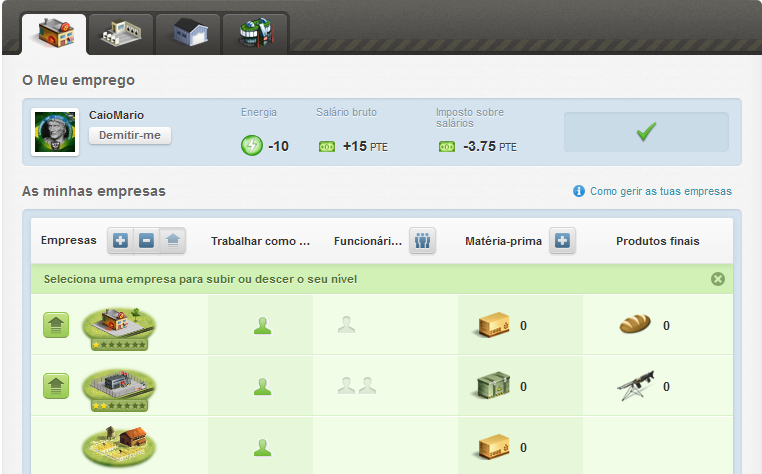 O Meu emprego
CaioMario
Demitir-me
Energia
-10
Salário bruto
+15 PTE
Imposto sobre
salários
-3.75 PTE
As minhas empresas
Como gerir as tuas empresas
Empresas
Trabalhar como ...
Funcionári...
Matéria-prima
Produtos finais
Seleciona uma empresa para subir ou descer o seu nível
0
0
0
0
0